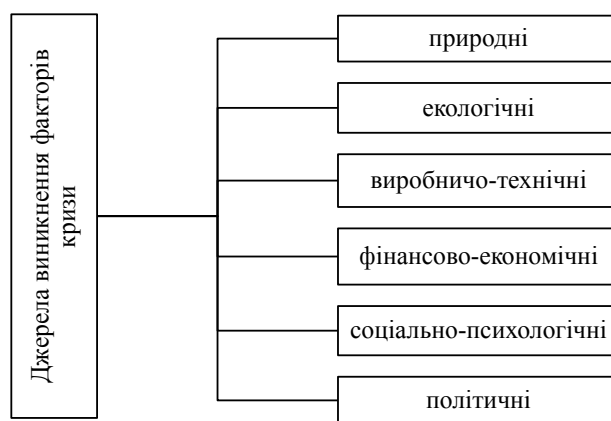 Джерела виникнення факторів
кризи
природні
екологічні
виробничо-технічні
фінансово-економічні
соціально-психологічні
політичні